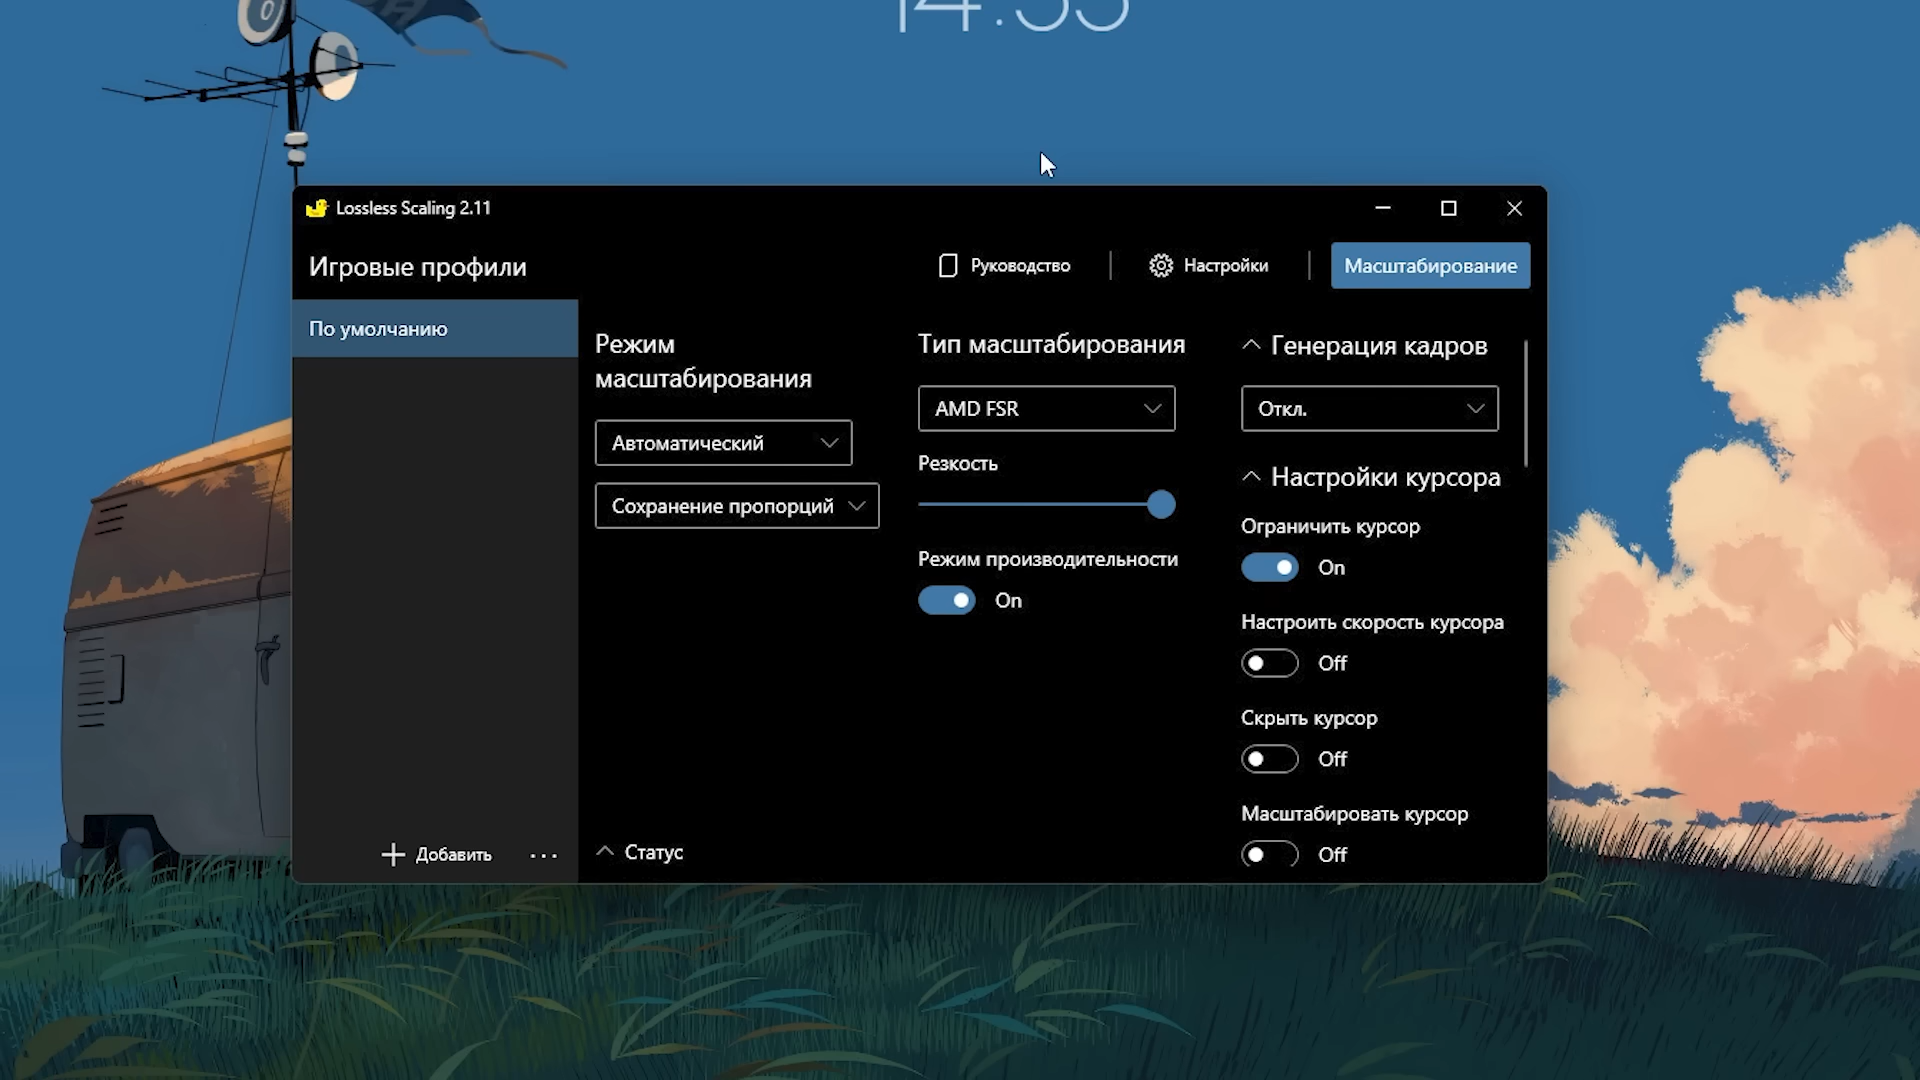 Lossless Scaling 2.11
Игровые профили
Руководство
Настройки
Масштабирование
По умолчанию
Режим
масштабирования
Автоматический
Сохранение пропорций
Тип масштабирования
AMD FSR
Резкость
Режим производительности
On
Генерация кадров
Откл.
Настройки курсора
Ограничить курсор
On
Настроить скорость курсора
Off
Скрыть курсор
Off
Масштабировать курсор
Off
Добавить
...
Статус